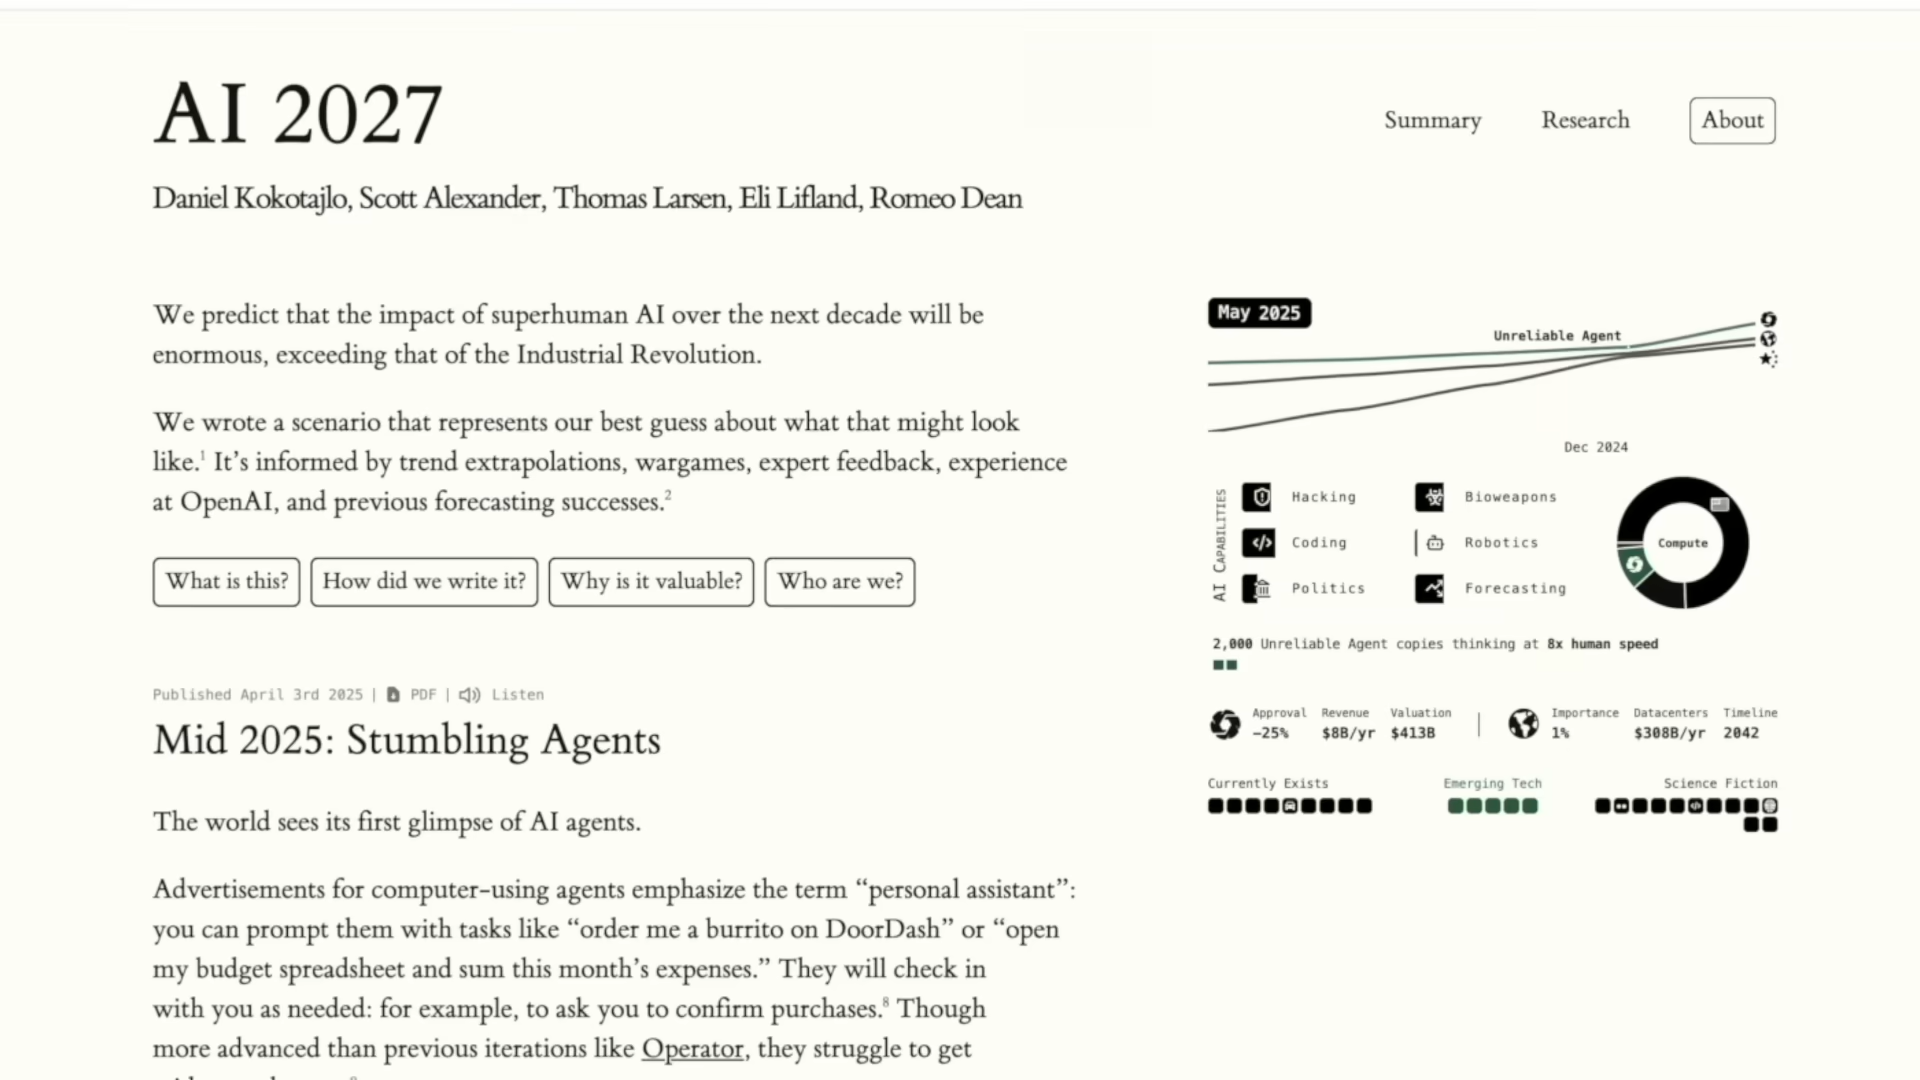 AI 2027
Summary
Research
About
Daniel Kokotajlo, Scott Alexander, Thomas Larsen, Eli Lifland, Romeo Dean
We predict that the impact of superhuman AI over the next decade will be
enormous, exceeding that of the Industrial Revolution.
We wrote a scenario that represents our best guess about what that might look
like.1 It’s informed by trend extrapolations, wargames, expert feedback, experience
at OpenAI, and previous forecasting successes.2
What is this?
How did we write it?
Why is it valuable?
Who are we?
Published April 3rd 2025 | PDF | Listen
Mid 2025: Stumbling Agents
The world sees its first glimpse of AI agents.
Advertisements for computer-using agents emphasize the term “personal assistant”:
you can prompt them with tasks like “order me a burrito on DoorDash” or “open
my budget spreadsheet and sum this month’s expenses.” They will check in
with you as needed: for example, to ask you to confirm purchases.8 Though
more advanced than previous iterations like Operator, they struggle to get
May 2025
Unreliable Agent
Dec 2024
AI Capabilities
Hacking
Bioweapons
Coding
Robotics
Politics
Forecasting
Compute
2,000 Unreliable Agent copies thinking at 8x human speed
Approval
Revenue
Valuation
Importance
Datacenters
Timeline
-25%
$8B/yr
$413B
1%
$308B/yr
2042
Currently Exists
Emerging Tech
Science Fiction